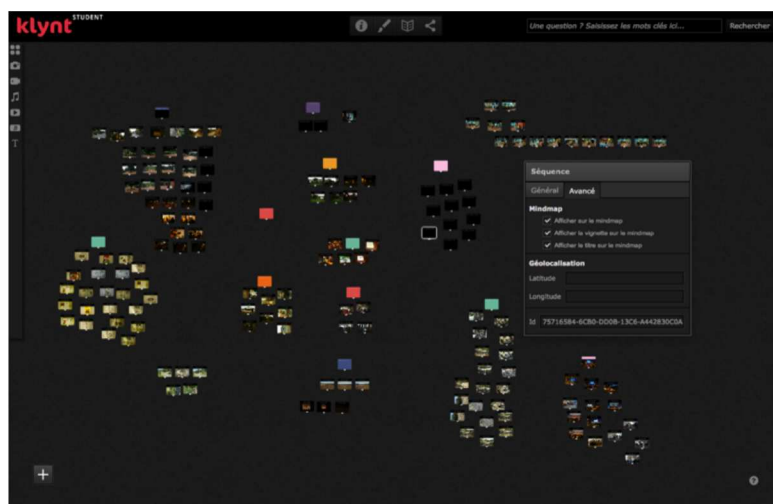 klynt STUDENT
Une question ? Saisissez les mots clés ici...
Rechercher
T
Séquence
Général
Avancé
Mindmap
Afficher sur le mindmap
Afficher la vignette sur le mindmap
Afficher le titre sur le mindmap
Géolocalisation
Latitude
Longitude
Id 75716584-6CB0-DD0B-13C6-A442830C0A
+
?